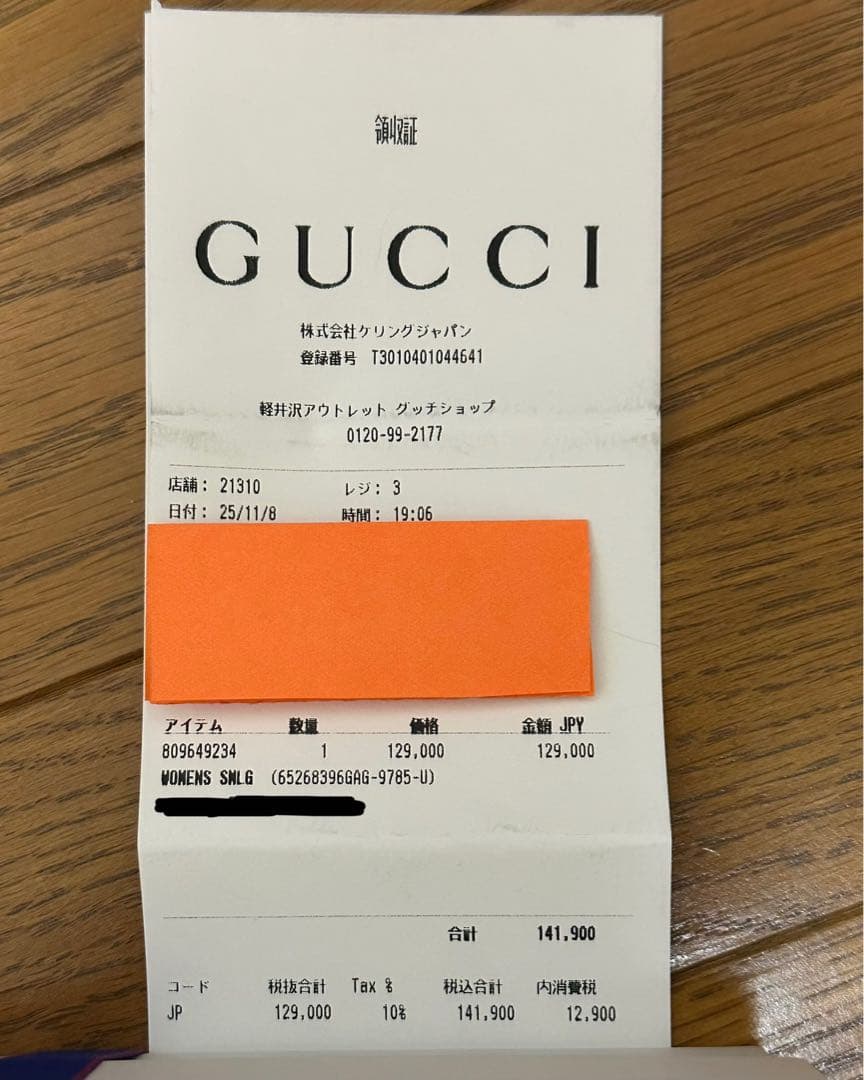 領収証
GUCCI
株式会社ケリングジャパン
登録番号 T3010401044641
軽井沢アウトレット グッチショップ
0120-99-2177
店舗: 21310 レジ: 3
日付: 25/11/8 時間: 19:06
アイテム 数量 価格 金額 JPY
809649234 1 129,000 129,000
WOMENS SMLG (65268396GAG-9785-U)
合計 141,900
コード 税抜合計 Tax % 税込合計 内消費税
JP 129,000 10% 141,900 12,900